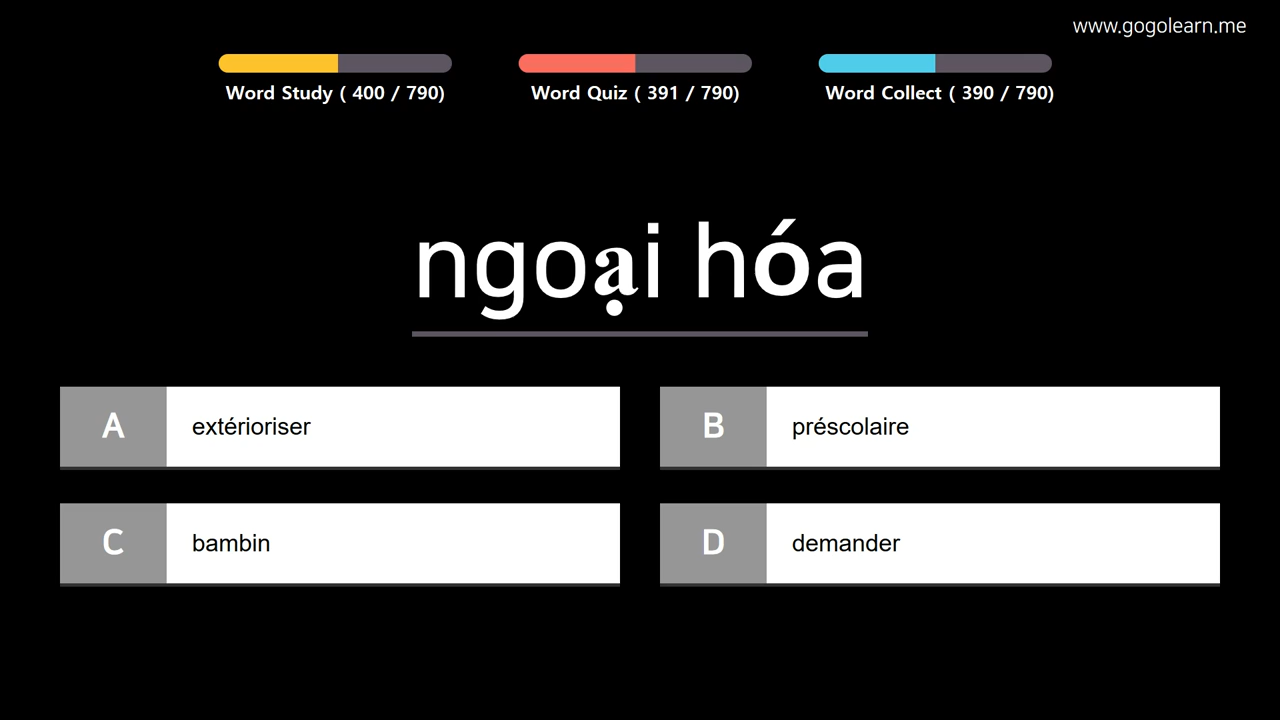 www.gogolearn.me
Word Study ( 400 / 790)
Word Quiz ( 391 / 790)
Word Collect ( 390 / 790)
ngoại hóa
A extérioriser
B préscolaire
C bambin
D demander